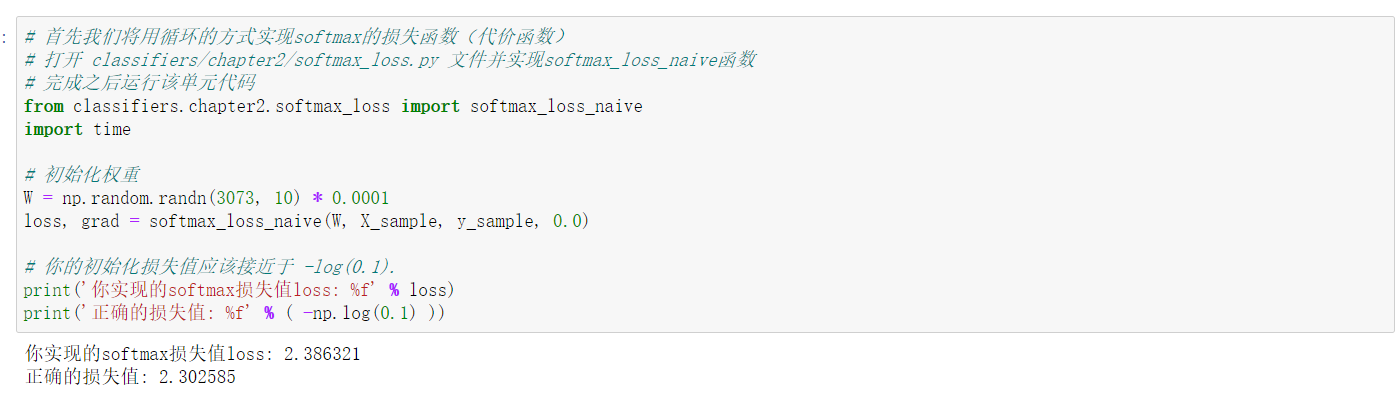 :
# 首先我们将用循环的方式实现softmax的损失函数（代价函数）
# 打开 classifiers/chapter2/softmax_loss.py 文件并实现softmax_loss_naive函数
# 完成之后运行该单元代码
from classifiers.chapter2.softmax_loss import softmax_loss_naive
import time
# 初始化权重
W = np.random.randn(3073, 10) * 0.0001
loss, grad = softmax_loss_naive(W, X_sample, y_sample, 0.0)
# 你的初始化损失值应该接近于 -log(0.1).
print('你实现的softmax损失值loss: %f' % loss)
print('正确的损失值: %f' % ( -np.log(0.1) ))
你实现的softmax损失值loss: 2.386321
正确的损失值: 2.302585